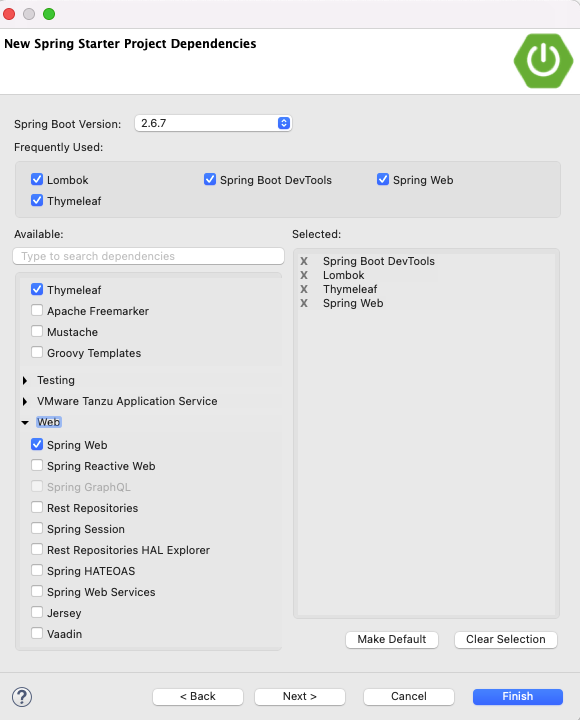 New Spring Starter Project Dependencies
Spring Boot Version: 2.6.7
Frequently Used:
Lombok Spring Boot DevTools Spring Web
Thymeleaf
Available: Selected:
Type to search dependencies
X Spring Boot DevTools
X Lombok
X Thymeleaf
X Spring Web
Thymeleaf
Apache Freemarker
Mustache
Groovy Templates
Testing
VMware Tanzu Application Service
Web
Spring Web
Spring Reactive Web
Spring GraphQL
Rest Repositories
Spring Session
Rest Repositories HAL Explorer
Spring HATEOAS
Spring Web Services
Jersey
Vaadin
Make Default Clear Selection
? < Back Next > Cancel Finish